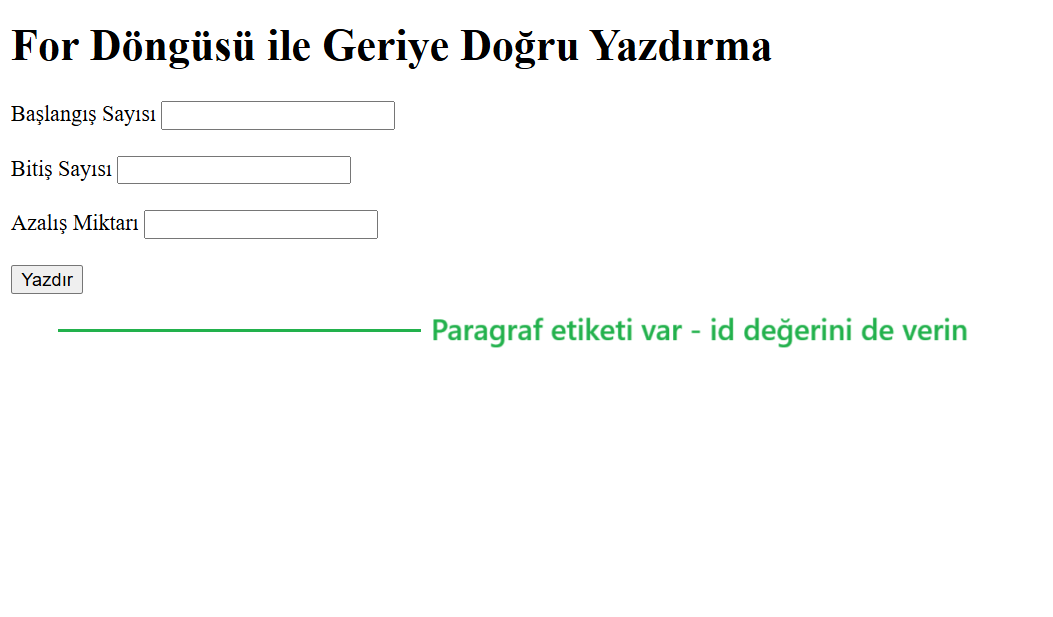 For Döngüsü ile Geriye Doğru Yazdırma
Başlangış Sayısı
Bitiş Sayısı
Azalış Miktarı
Yazdır
Paragraf etiketi var - id değerini de verin